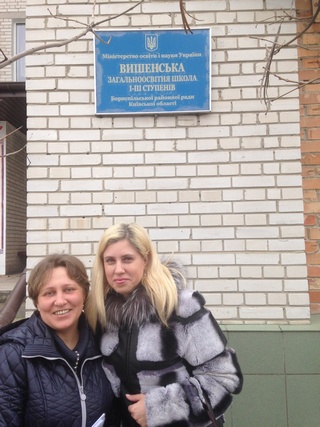 Міністерство освіти і науки України
ВИШЕНСЬКА
ЗАГАЛЬНООСВІТНЯ ШКОЛА
І-ІІІ СТУПЕНІВ
Бориспільської районної ради
Київської області